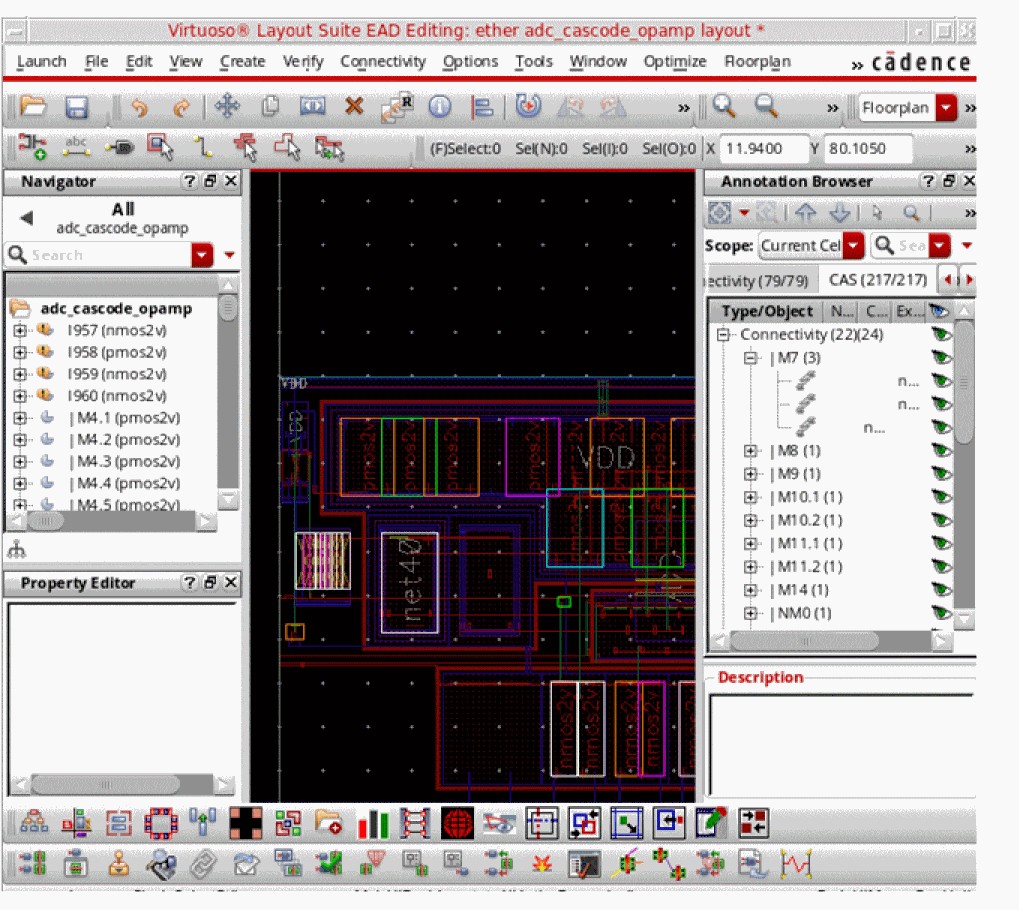 Virtuoso® Layout Suite EAD Editing: ether adc_cascode_opamp layout *
Launch File Edit View Create Verify Connectivity Options Tools Window Optimize Floorplan » cādence
R » » Floorplan »
abc (F)Select:0 Sel(N):0 Sel(I):0 Sel(O):0 X 11.9400 Y 80.1050 »
Navigator
All
adc_cascode_opamp
Search
adc_cascode_opamp
I957 (nmos2v)
I958 (pmos2v)
I959 (nmos2v)
I960 (nmos2v)
|M4.1 (pmos2v)
|M4.2 (pmos2v)
|M4.3 (pmos2v)
|M4.4 (pmos2v)
|M4.5 (pmos2v)
Property Editor
VDD
VDD
pmos2v
pmos2v
pmos2v
pmos2v
VDD
inet40
nmos2v
nmos2v
nmos2v
nmos2v
Annotation Browser
»
Scope: Current Cel Sea
ectivity (79/79) CAS (217/217)
Type/Object N... C... Ex...
Connectivity (22)(24)
|M7 (3)
n...
n...
n...
|M8 (1)
|M9 (1)
|M10.1 (1)
|M10.2 (1)
|M11.1 (1)
|M11.2 (1)
|M14 (1)
|NM0 (1)
Description